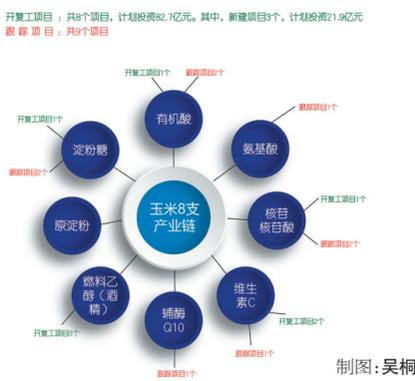 开复工项目：共8个项目，计划投资82.7亿元。其中，新建项目3个，计划投资21.9亿元
跟踪项目：共9个项目
开复工项目1个
跟踪项目2个
有机酸
开复工项目1个
跟踪项目1个
淀粉糖
氨基酸
跟踪项目2个
开复工项目1个
玉米8支
产业链
原淀粉
核苷
核苷酸
跟踪项目2个
燃料乙
醇（酒
精）
维生
素C
辅酶
Q10
开复工项目3个
开复工项目2个
跟踪项目1个
跟踪项目1个
制图：吴桐